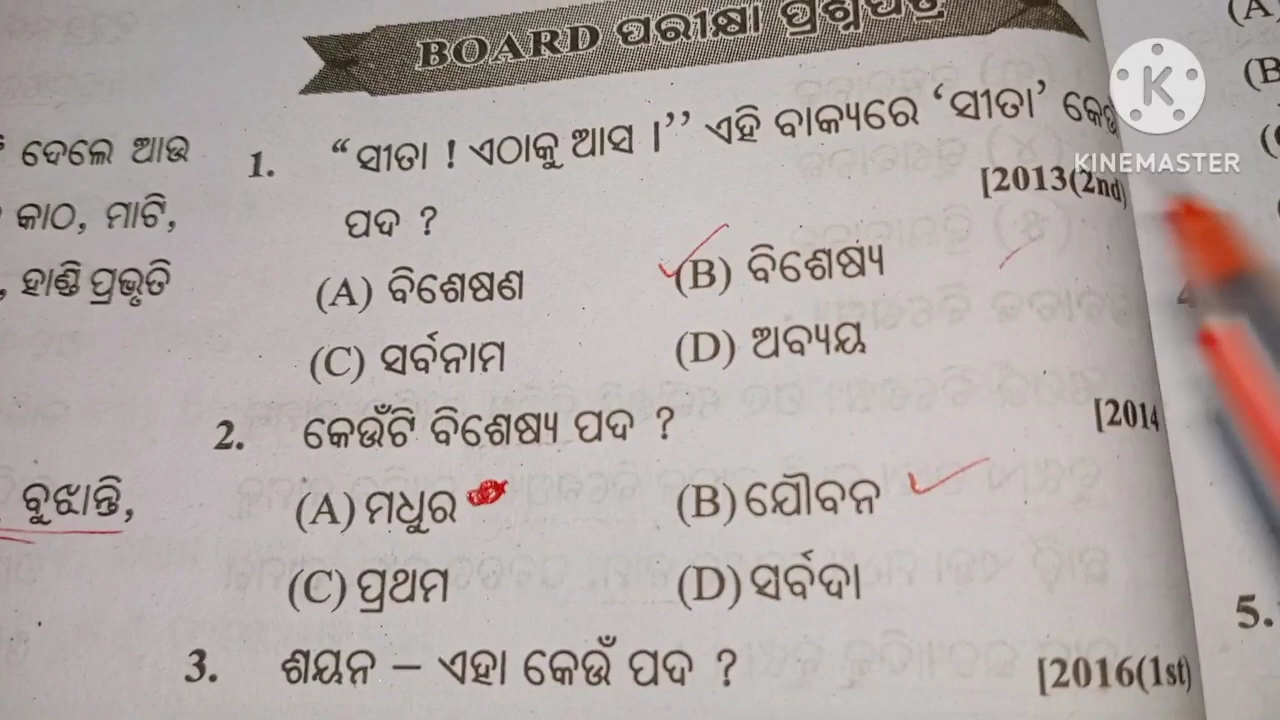 BOARD ପରୀକ୍ଷା ପ୍ରଶ୍ନପତ୍ର
KINEMASTER
ଦେଲେ ଆଉ
କାଠ, ମାଟି,
, ହାଣ୍ଡି ପ୍ରଭୃତି
ବୁଝାନ୍ତି,
1. “ସୀତା ! ଏଠାକୁ ଆସ ।” ଏହି ବାକ୍ୟରେ ‘ସୀତା’ କେଉଁ
ପଦ ? [2013(2nd)
(A) ବିଶେଷଣ (B) ବିଶେଷ୍ୟ
(C) ସର୍ବନାମ (D) ଅବ୍ୟୟ
2. କେଉଁଟି ବିଶେଷ୍ୟ ପଦ ? [2014
(A) ମଧୁର (B) ଯୌବନ
(C) ପ୍ରଥମ (D) ସର୍ବଦା
3. ଶୟନ – ଏହା କେଉଁ ପଦ ? [2016(1st)
(A
(B
5.